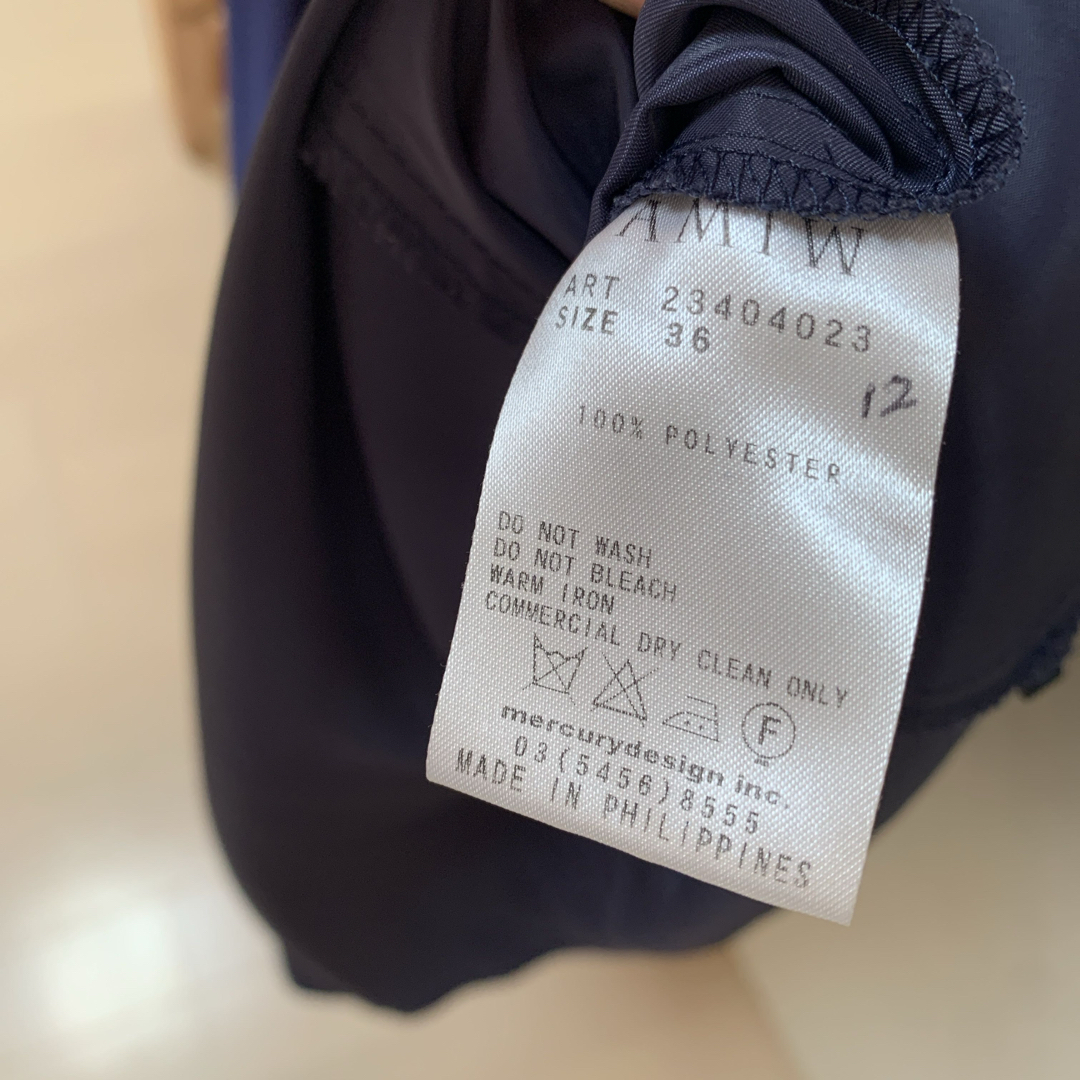 MIMA
ART 23404023
SIZE 36
12
100% POLYESTER
DO NOT WASH
DO NOT BLEACH
WARM IRON
COMMERCIAL DRY CLEAN ONLY
F
mercurydesign inc.
03(5456)8555
MADE IN PHILIPPINES